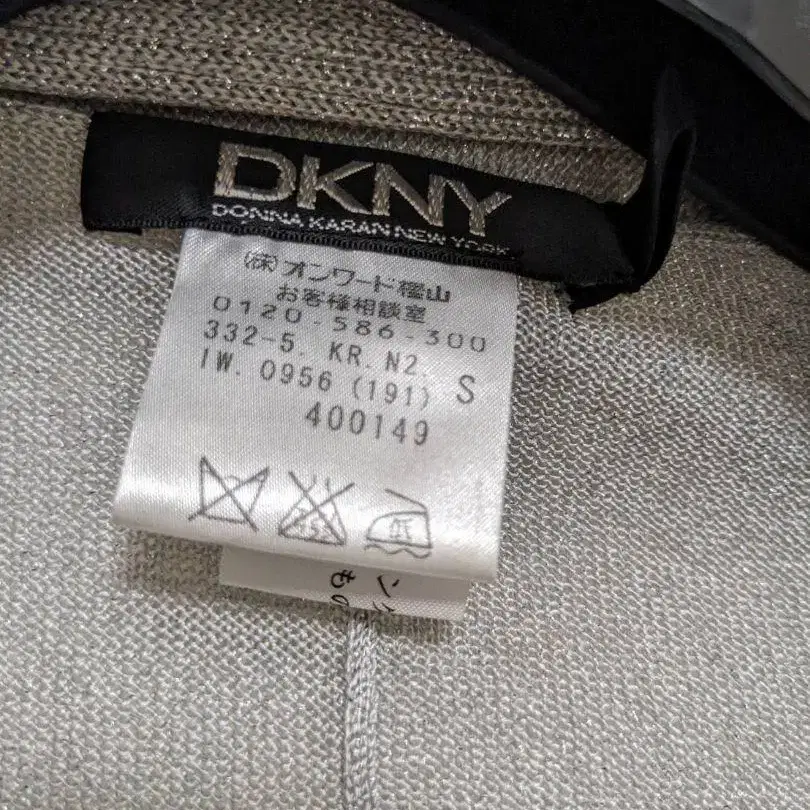 DKNY
DONNA KARAN NEW YORK
(株)オンワード樫山
お客様相談室
0120-586-300
332-5. KR. N2.
IW. 0956 (191) S
400149